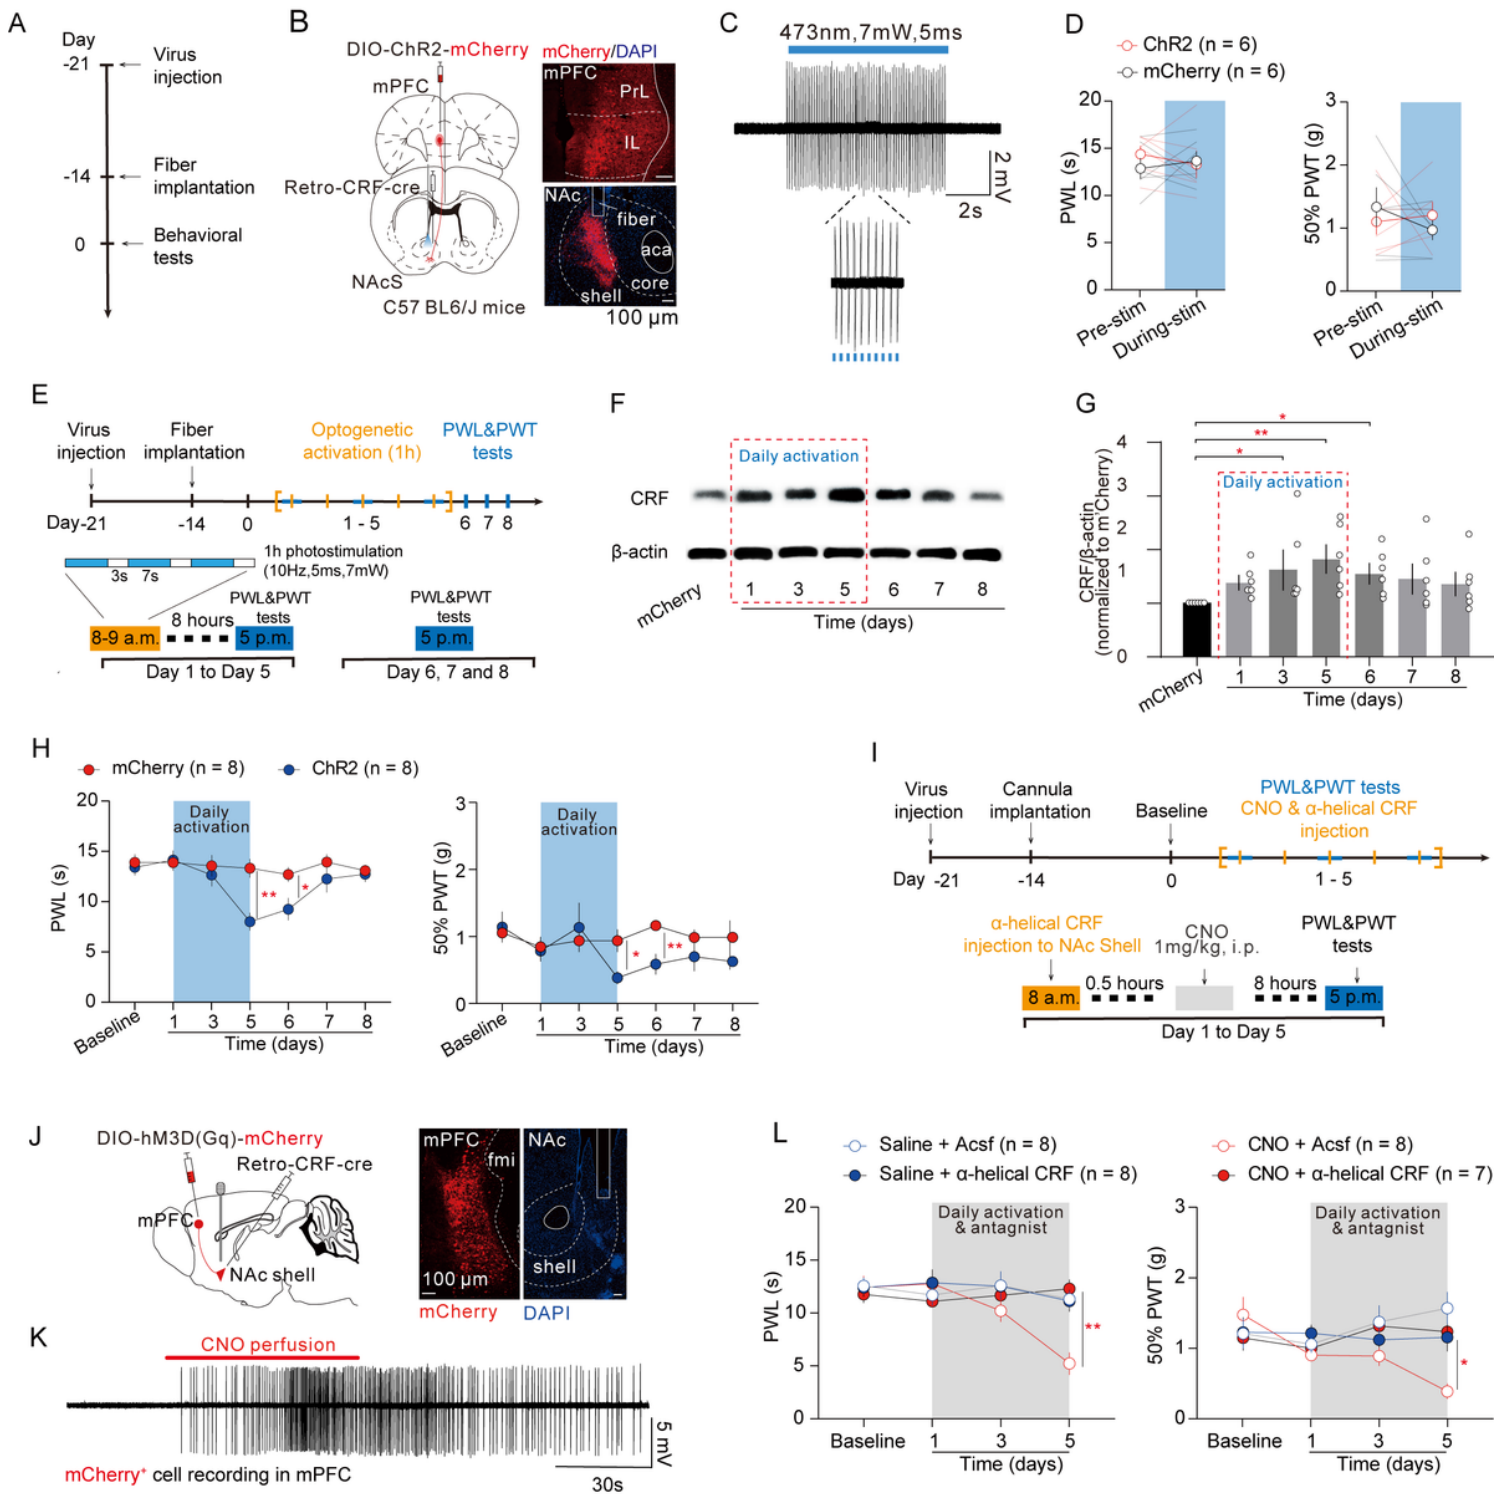 A
Day
-21
Virus
injection
-14
Fiber
implantation
0
Behavioral
tests
B
DIO-ChR2-mCherry
mPFC
Retro-CRF-cre
NAcS
C57 BL6/J mice
mCherry/DAPI
mPFC
PrL
IL
NAc
fiber
aca
core
shell
100 μm
C
473nm,7mW,5ms
2 mV
2s
D
ChR2 (n = 6)
mCherry (n = 6)
PWL (s)
20
15
10
5
0
Pre-stim
During-stim
50% PWT (g)
3
2
1
0
Pre-stim
During-stim
E
Virus
injection
Fiber
implantation
Optogenetic
activation (1h)
PWL&PWT
tests
Day-21
-14
0
1 - 5
6 7 8
3s 7s
1h photostimulation
(10Hz,5ms,7mW)
8-9 a.m.
8 hours
PWL&PWT
tests
5 p.m.
Day 1 to Day 5
PWL&PWT
tests
5 p.m.
Day 6, 7 and 8
F
Daily activation
CRF
β-actin
mCherry
1 3 5 6 7 8
Time (days)
G
* 
**
*
Daily activation
CRF/β-actin
(normalized to m'Cherry)
4
3
2
1
0
mCherry
1 3 5 6 7 8
Time (days)
H
mCherry (n = 8)
ChR2 (n = 8)
PWL (s)
20
15
10
5
0
Daily
activation
**
*
Baseline
1 3 5 6 7 8
Time (days)
50% PWT (g)
3
2
1
0
Daily
activation
*
**
Baseline
1 3 5 6 7 8
Time (days)
I
Virus
injection
Cannula
implantation
Baseline
PWL&PWT tests
CNO & α-helical CRF
injection
Day -21
-14
0
1 - 5
α-helical CRF
injection to NAc Shell
CNO
1mg/kg, i.p.
PWL&PWT
tests
8 a.m.
0.5 hours
8 hours
5 p.m.
Day 1 to Day 5
J
DIO-hM3D(Gq)-mCherry
Retro-CRF-cre
mPFC
NAc shell
mPFC
fmi
100 μm
mCherry
NAc
shell
DAPI
K
CNO perfusion
5 mV
30s
mCherry+ cell recording in mPFC
L
Saline + Acsf (n = 8)
Saline + α-helical CRF (n = 8)
CNO + Acsf (n = 8)
CNO + α-helical CRF (n = 7)
PWL (s)
20
15
10
5
0
Daily activation
& antagnist
**
Baseline
1 3 5
Time (days)
50% PWT (g)
3
2
1
0
Daily activation
& antagnist
*
Baseline
1 3 5
Time (days)